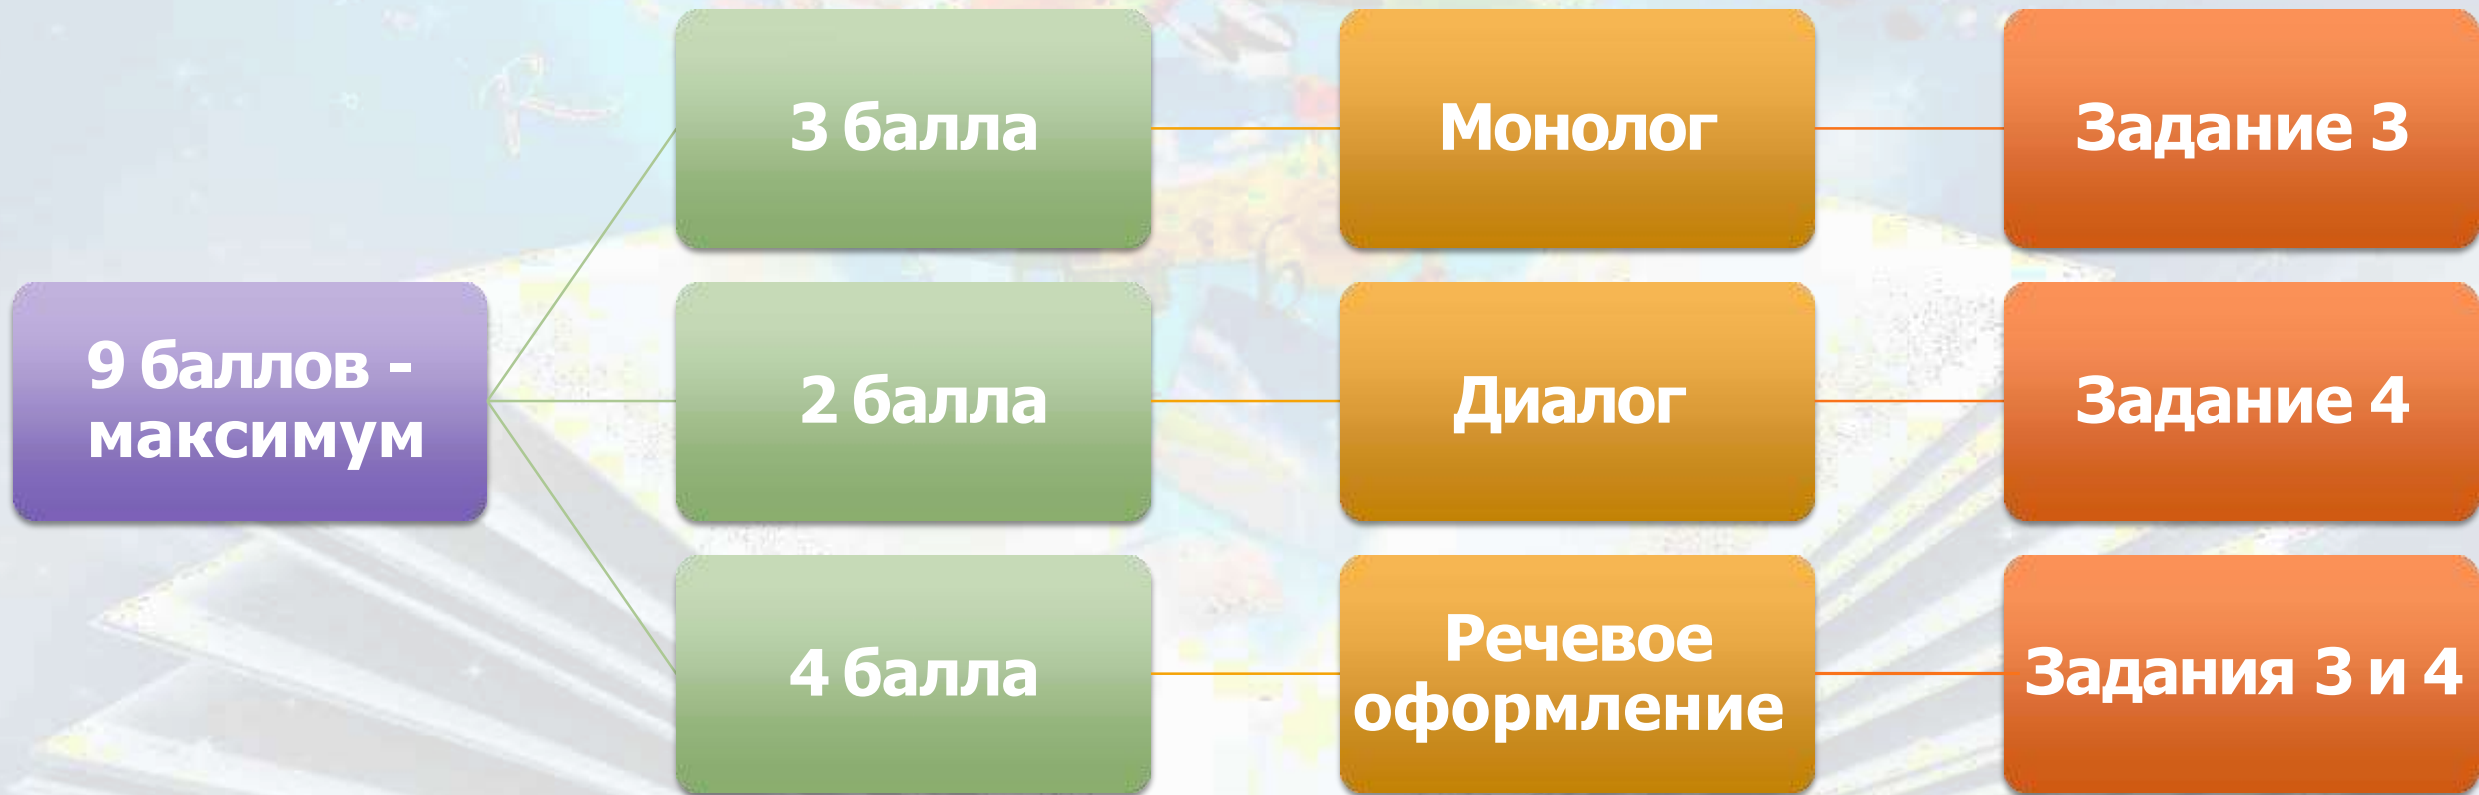 3 балла
Монолог
Задание 3
9 баллов -
максимум
2 балла
Диалог
Задание 4
4 балла
Речевое
оформление
Задания 3 и 4